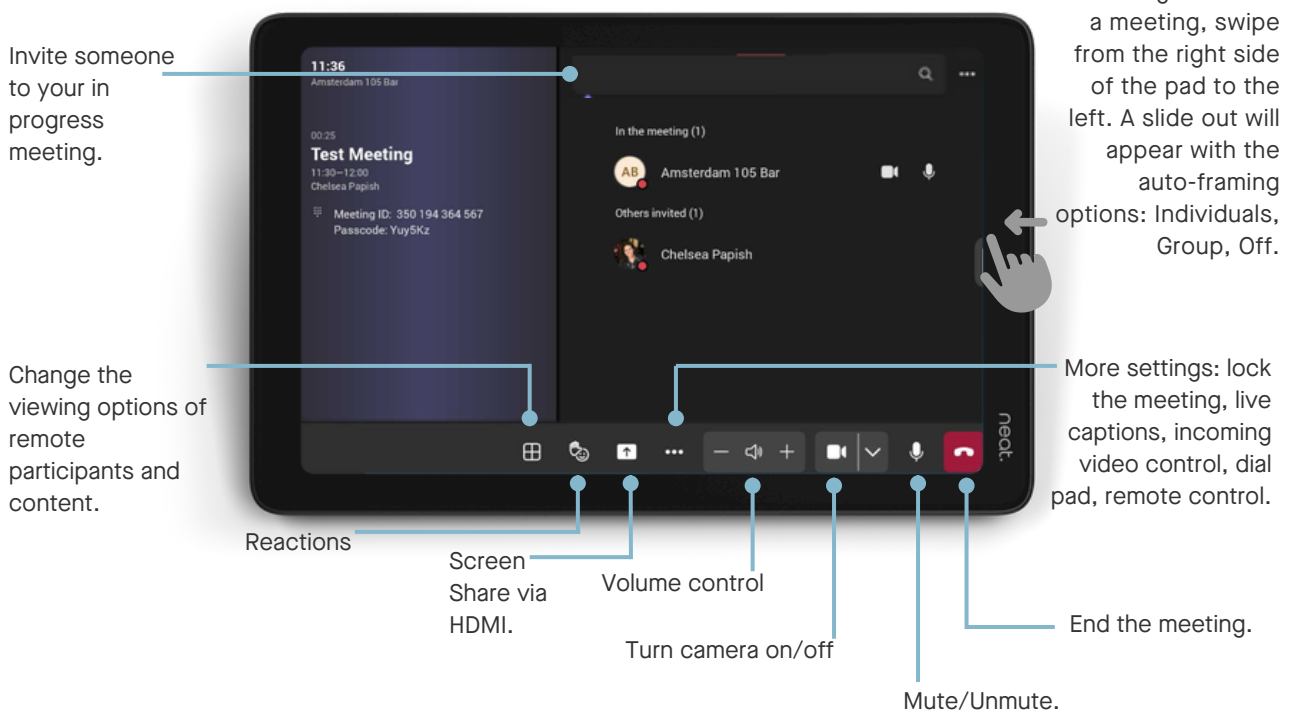 a meeting, swipe
from the right side
of the pad to the
left. A slide out will
appear with the
auto-framing
options: Individuals,
Group, Off.
Invite someone
to your in
progress
meeting.
11:36
Amsterdam 105 Bar
00:25
Test Meeting
11:30–12:00
Chelsea Papish
Meeting ID: 350 194 364 567
Passcode: Yuy5Kz
In the meeting (1)
AB Amsterdam 105 Bar
Others invited (1)
Chelsea Papish
neat.
Change the
viewing options of
remote
participants and
content.
More settings: lock
the meeting, live
captions, incoming
video control, dial
pad, remote control.
Reactions
Screen
Share via
HDMI.
Volume control
Turn camera on/off
End the meeting.
Mute/Unmute.